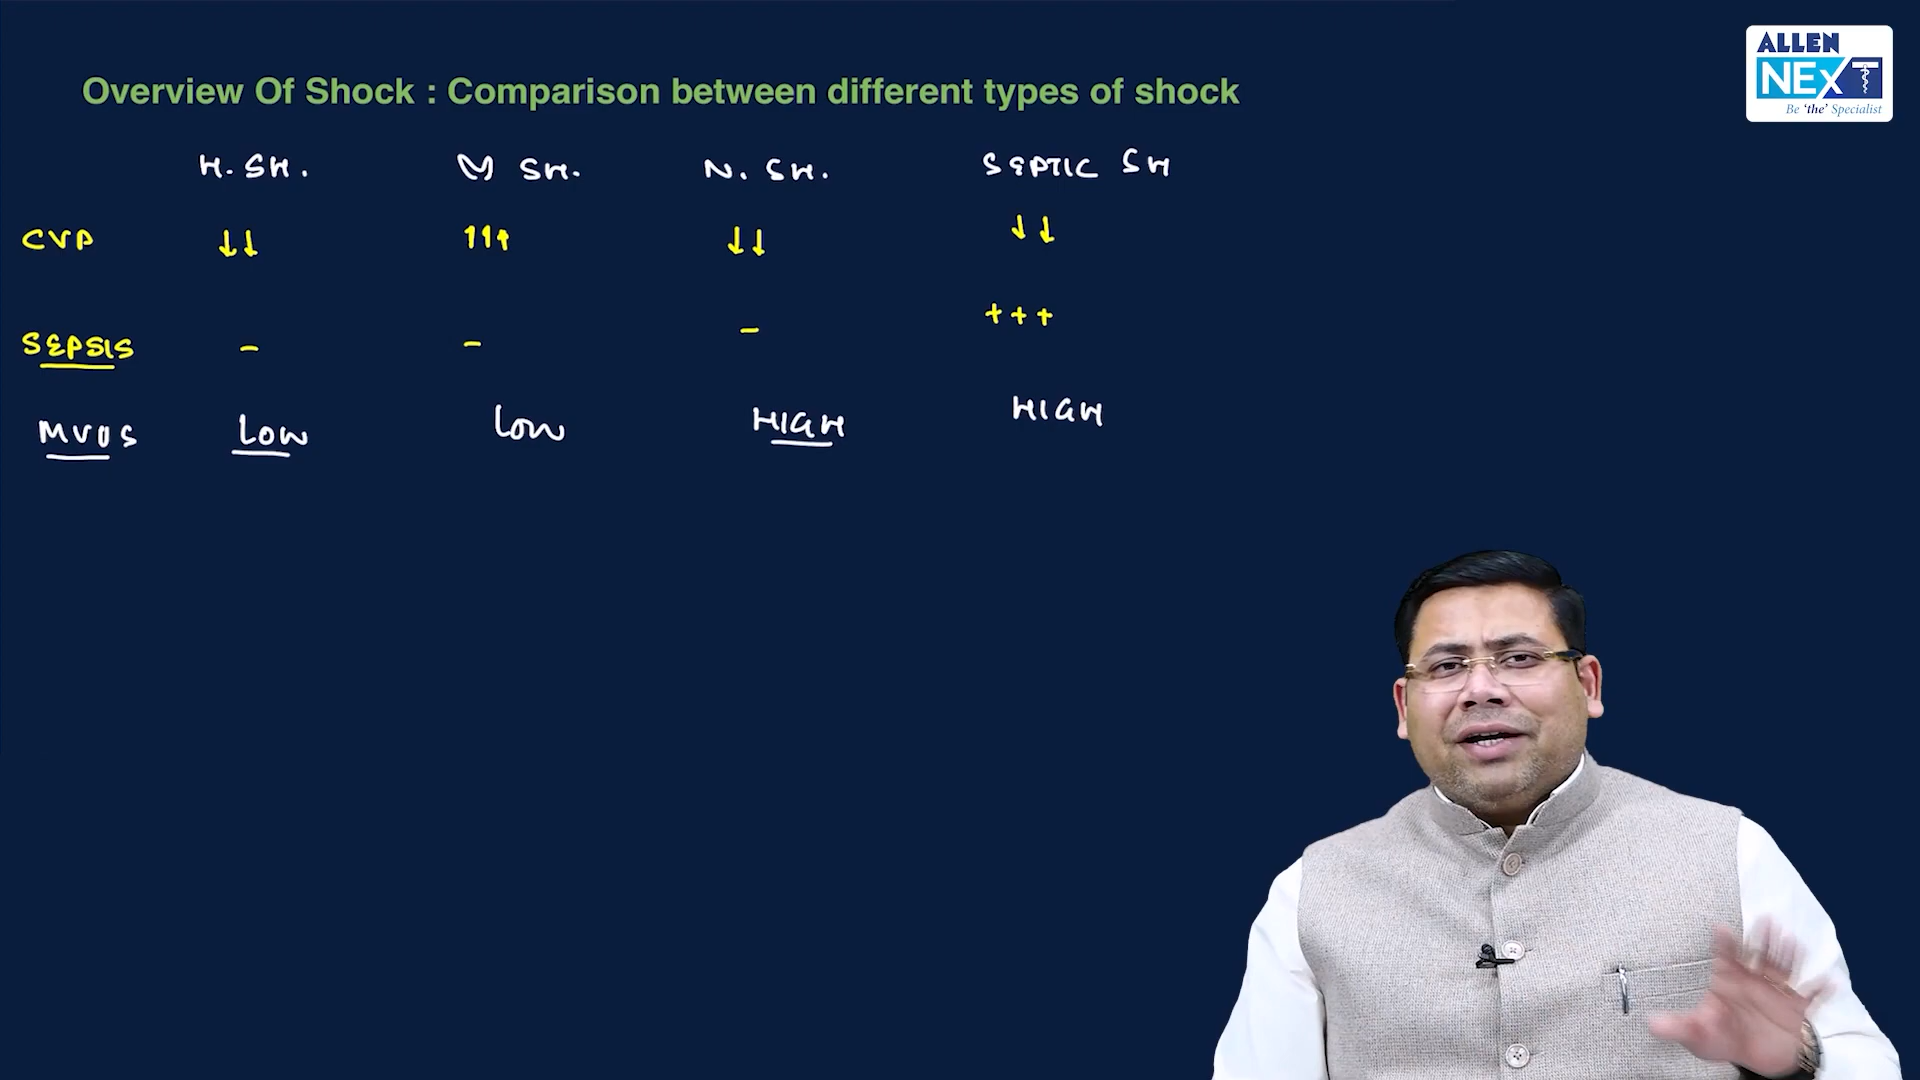 ALLEN
NEXT
Be 'the' Specialist
Overview Of Shock : Comparison between different types of shock
H. SH. SH. N. SH. SEPTIC SH
CVP ↓↓ ↑↑↑ ↓↓ ↓↓
SEPSIS - - - +++
MVOS LOW LOW HIGH HIGH